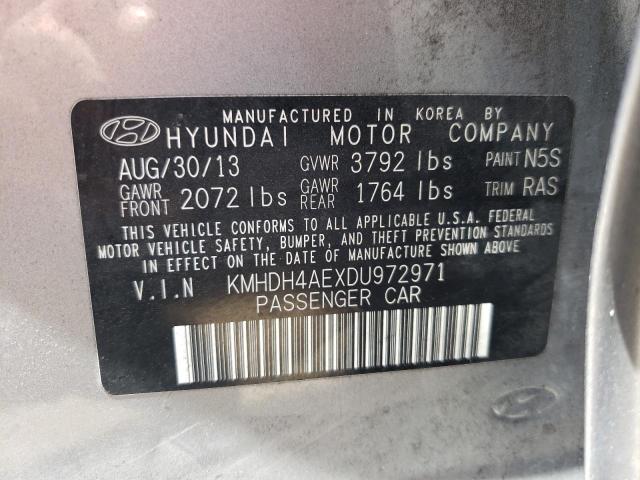 MANUFACTURED IN KOREA BY
HYUNDAI MOTOR COMPANY
AUG/30/13 GVWR 3792 lbs PAINT N5S
GAWR FRONT 2072 lbs GAWR REAR 1764 lbs TRIM RAS
THIS VEHICLE CONFORMS TO ALL APPLICABLE U.S.A. FEDERAL
MOTOR VEHICLE SAFETY, BUMPER, AND THEFT PREVENTION STANDARDS
IN EFFECT ON THE DATE OF MANUFACTURE SHOWN ABOVE.
V.I.N KMHDH4AEXDU972971
PASSENGER CAR